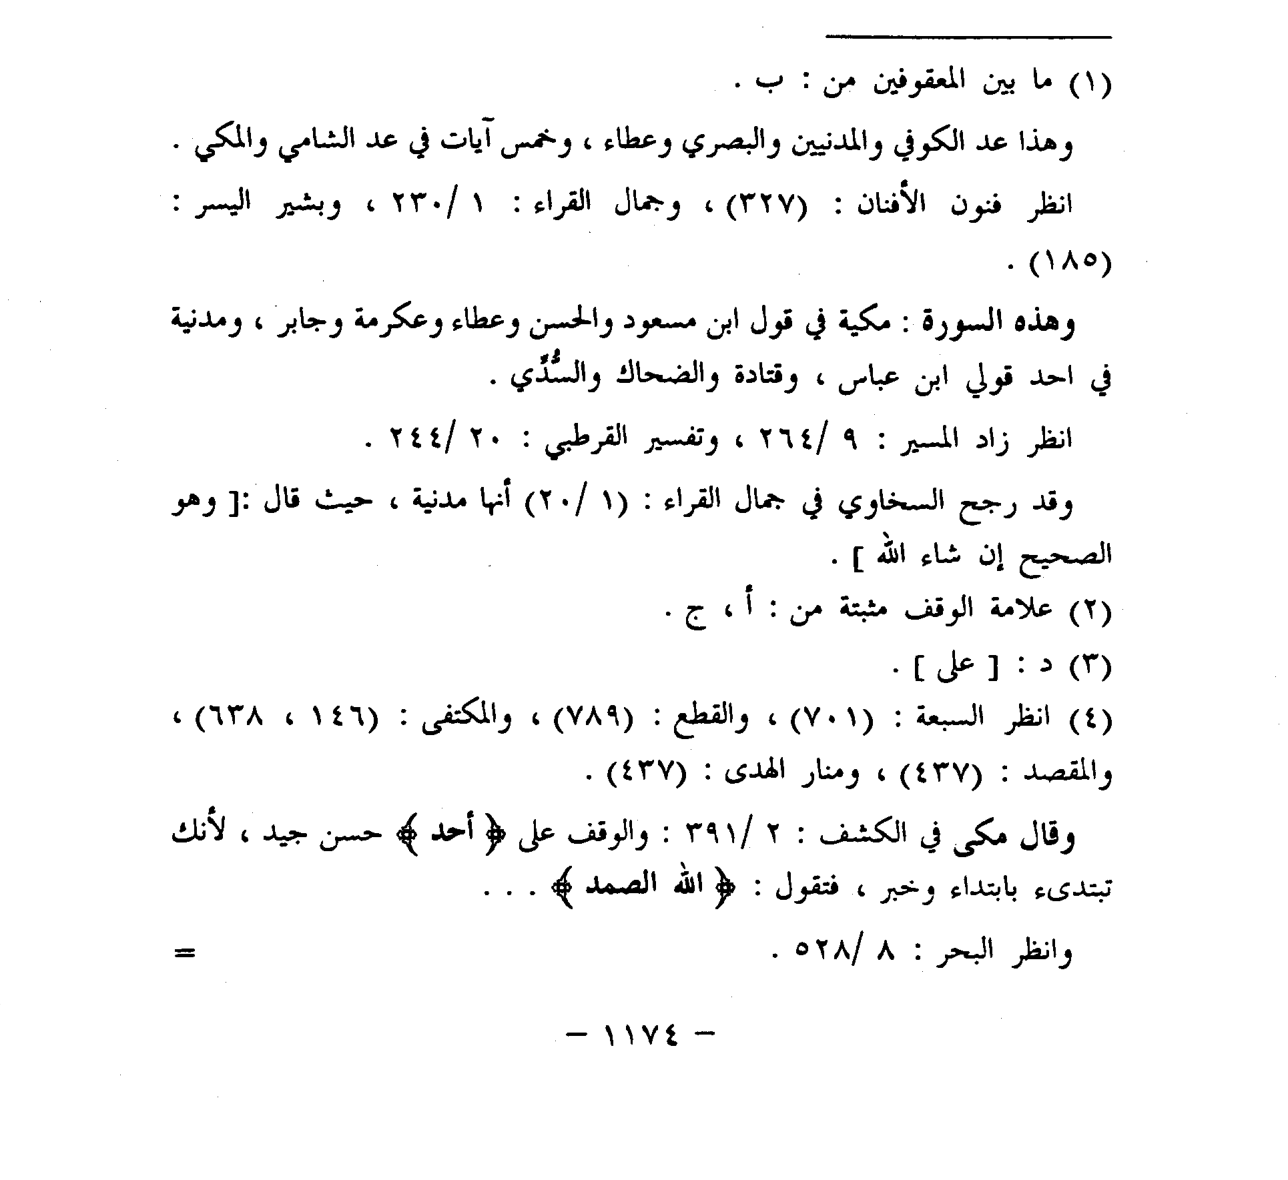 (١) ما بين المعقوفين من : ب .
وهذا عد الكوفي والمدنيين والبصري وعطاء ، وخمس آيات في عد الشامي والمكي .
انظر فنون الأفنان : (٣٢٧) ، وجمال القراء : ١ /٢٣٠ ، وبشير اليسر :
(١٨٥) .
وهذه السورة : مكية في قول ابن مسعود والحسن وعطاء وعكرمة وجابر ، ومدنية
في احد قولي ابن عباس ، وقتادة والضحاك والسُّدِّي .
انظر زاد المسير : ٩ /٢٦٤ ، وتفسير القرطبي : ٢٠ /٢٤٤ .
وقد رجح السخاوي في جمال القراء : (١ /٢٠) أنها مدنية ، حيث قال :[ وهو
الصحيح إن شاء الله ] .
(٢) علامة الوقف مثبتة من : أ ، ج .
(٣) د : [ على ] .
(٤) انظر السبعة : (٧٠١) ، والقطع : (٧٨٩) ، والمكتفى : (١٤٦ ، ٦٣٨) ،
والمقصد : (٤٣٧) ، ومنار الهدى : (٤٣٧) .
وقال مكى في الكشف : ٢ /٣٩١ : والوقف على ﴿ أحد ﴾ حسن جيد ، لأنك
تبتدىء بابتداء وخبر ، فتقول : ﴿ الله الصمد ﴾ . . .
وانظر البحر : ٨ /٥٢٨ .
=
– ١١٧٤ –